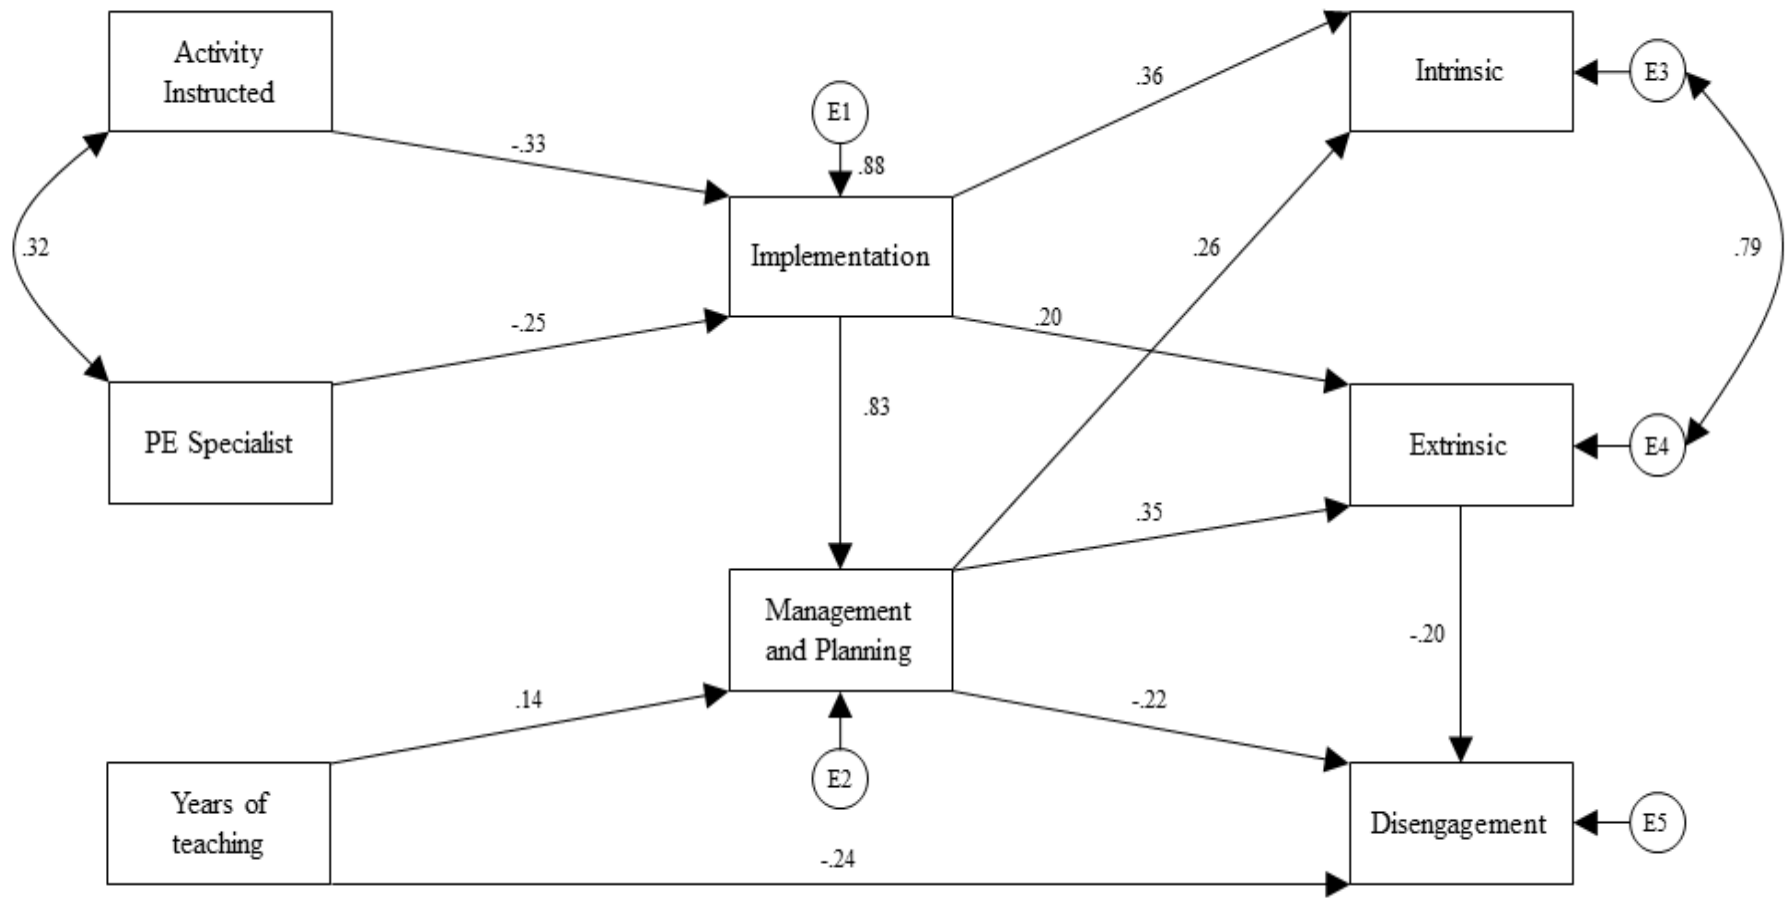 Activity
Instructed
-.33
E1
.88
.36
Intrinsic
E3
.32
Implementation
.26
.79
-.25
.20
PE Specialist
.83
Extrinsic
E4
.35
Management
and Planning
-.20
.14
-.22
E2
Years of
teaching
Disengagement
E5
-.24